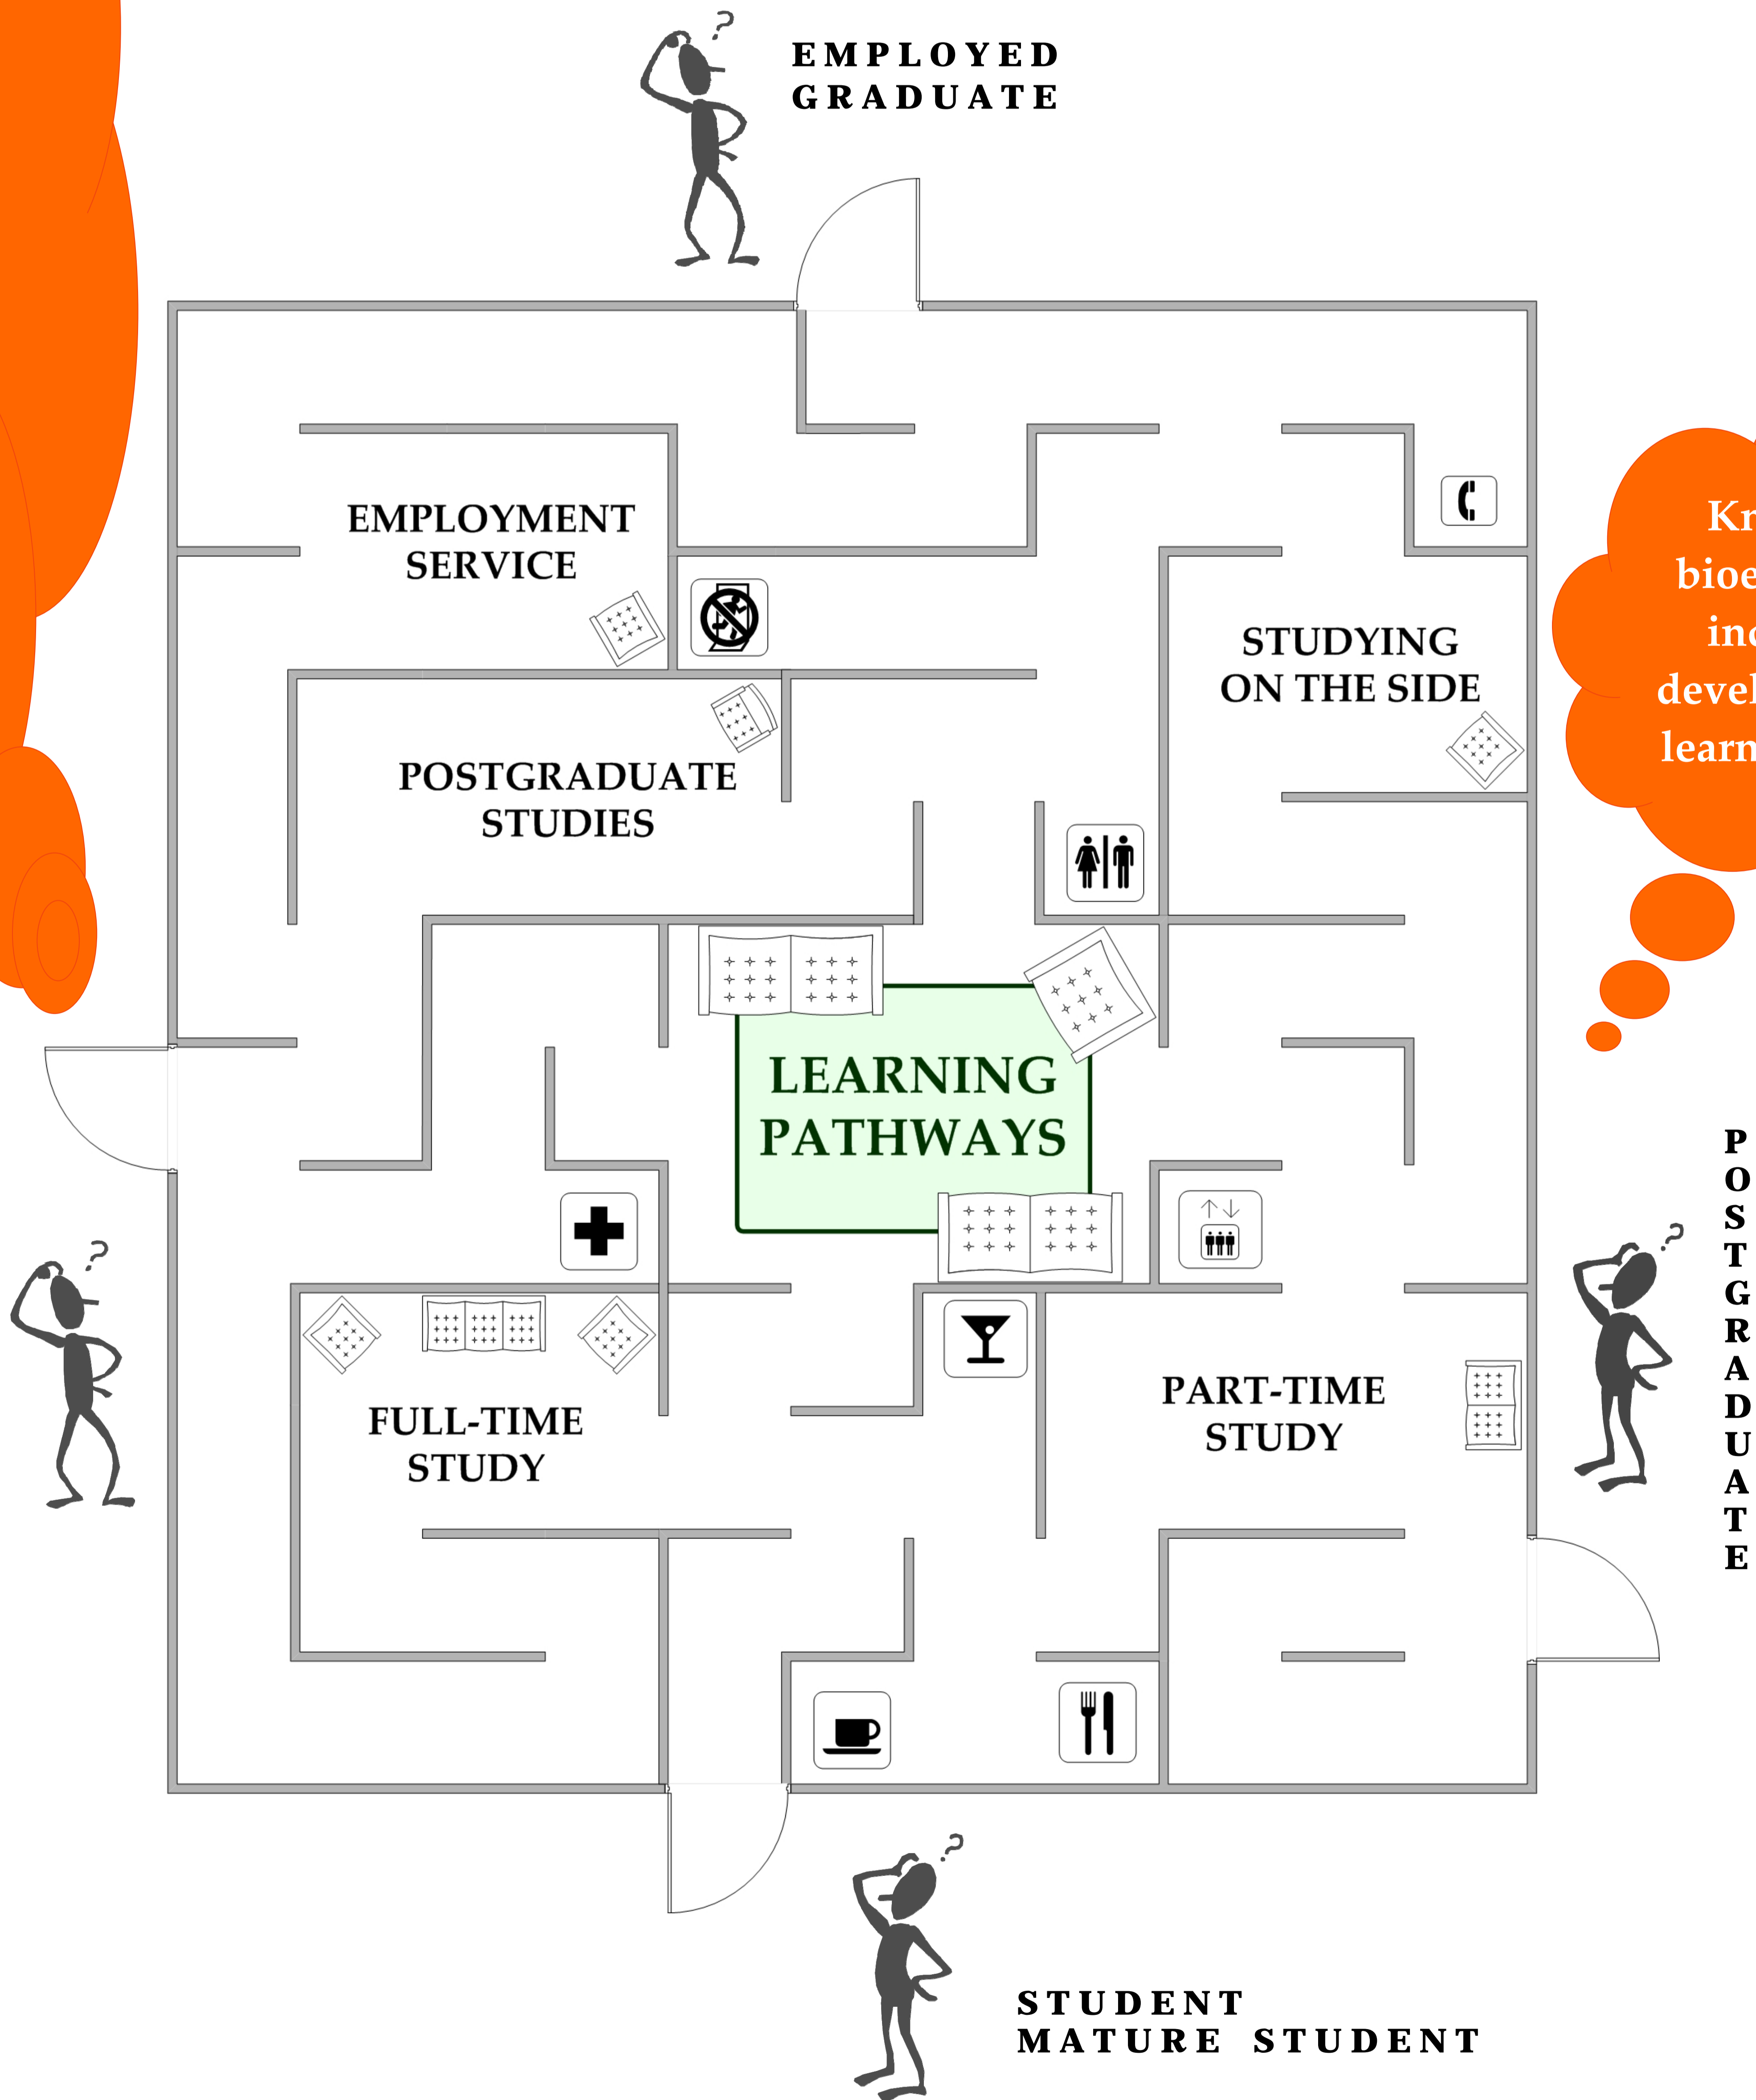 EMPLOYED
GRADUATE
EMPLOYMENT
SERVICE
STUDYING
ON THE SIDE
POSTGRADUATE
STUDIES
LEARNING
PATHWAYS
FULL-TIME
STUDY
PART-TIME
STUDY
POSTGRADUATE
STUDENT
MATURE STUDENT